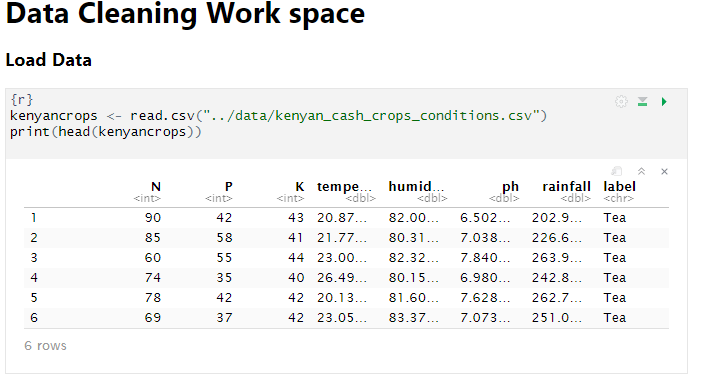 Data Cleaning Work space
Load Data
{r}
kenyancrops <- read.csv("../data/kenyan_cash_crops_conditions.csv")
print(head(kenyancrops))
N P K tempe... humid... ph rainfall label
<int> <int> <int> <dbl> <dbl> <dbl> <dbl> <chr>
1 90 42 43 20.87... 82.00... 6.502... 202.9... Tea
2 85 58 41 21.77... 80.31... 7.038... 226.6... Tea
3 60 55 44 23.00... 82.32... 7.840... 263.9... Tea
4 74 35 40 26.49... 80.15... 6.980... 242.8... Tea
5 78 42 42 20.13... 81.60... 7.628... 262.7... Tea
6 69 37 42 23.05... 83.37... 7.073... 251.0... Tea
6 rows